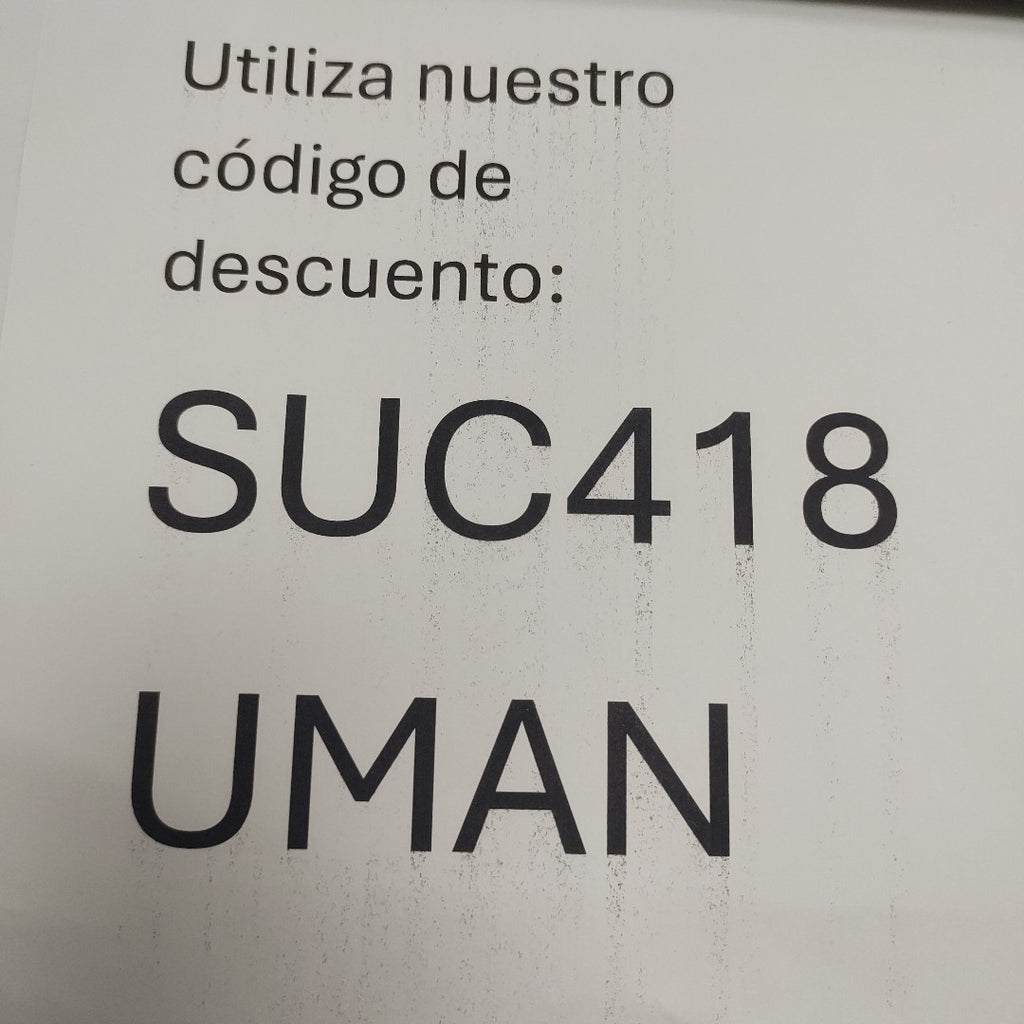 Utiliza nuestro
código de
descuento:
SUC418
UMAN